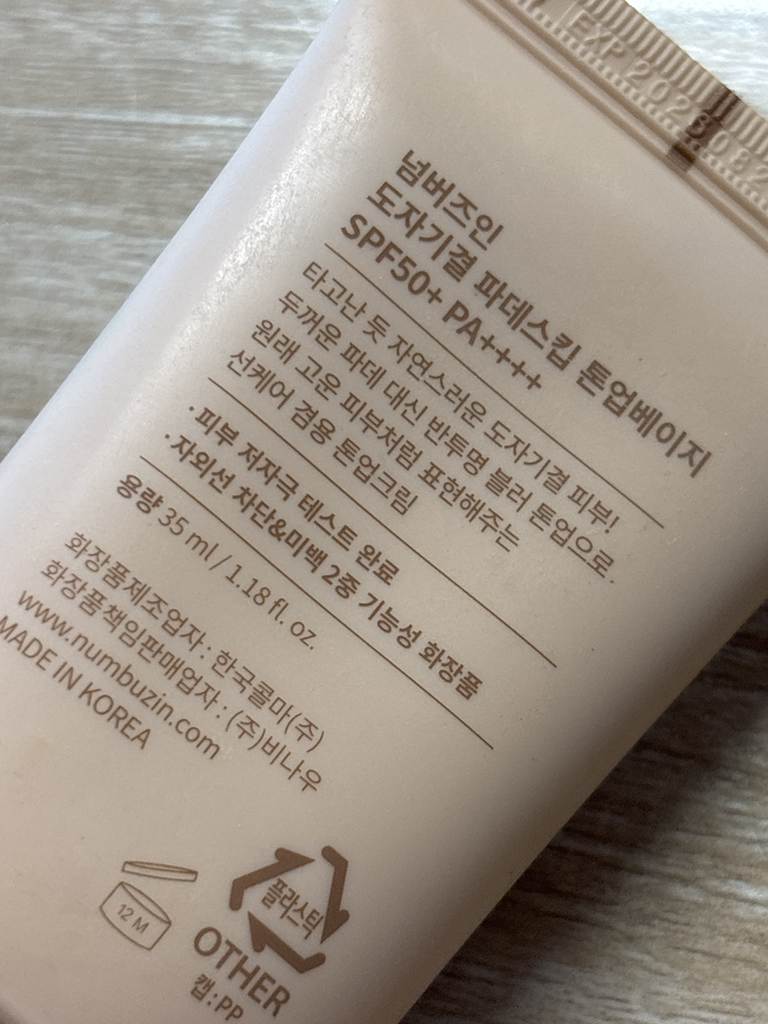 넘버즈인
도자기결 파데스킵 톤업베이지
SPF50+ PA++++
타고난 듯 자연스러운 도자기결 피부!
두꺼운 파데 대신 반투명 블러 톤업으로.
원래 고운 피부처럼 표현해주는
선케어 겸용 톤업크림
· 피부 저자극 테스트 완료
· 자외선 차단&미백 2중 기능성 화장품
용량 35 ml / 1.18 fl. oz.
화장품제조업자 : 한국콜마(주)
화장품책임판매업자 : (주)비나우
www.numbuzin.com
MADE IN KOREA
12 M
플라스틱
OTHER
캡:PP
EXP